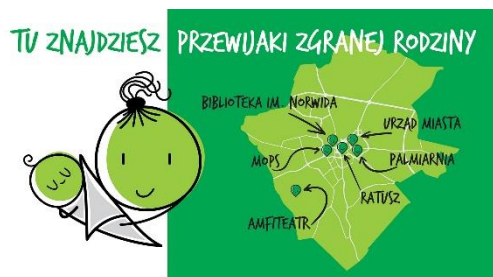 TU ZNAJDZIESZ PRZEWIJAKI ZGRANEJ RODZINY
BIBLIOTEKA IM. NORWIDA
URZĄD MIASTA
MOPS
PALMIARNIA
RATUSZ
AMFITEATR